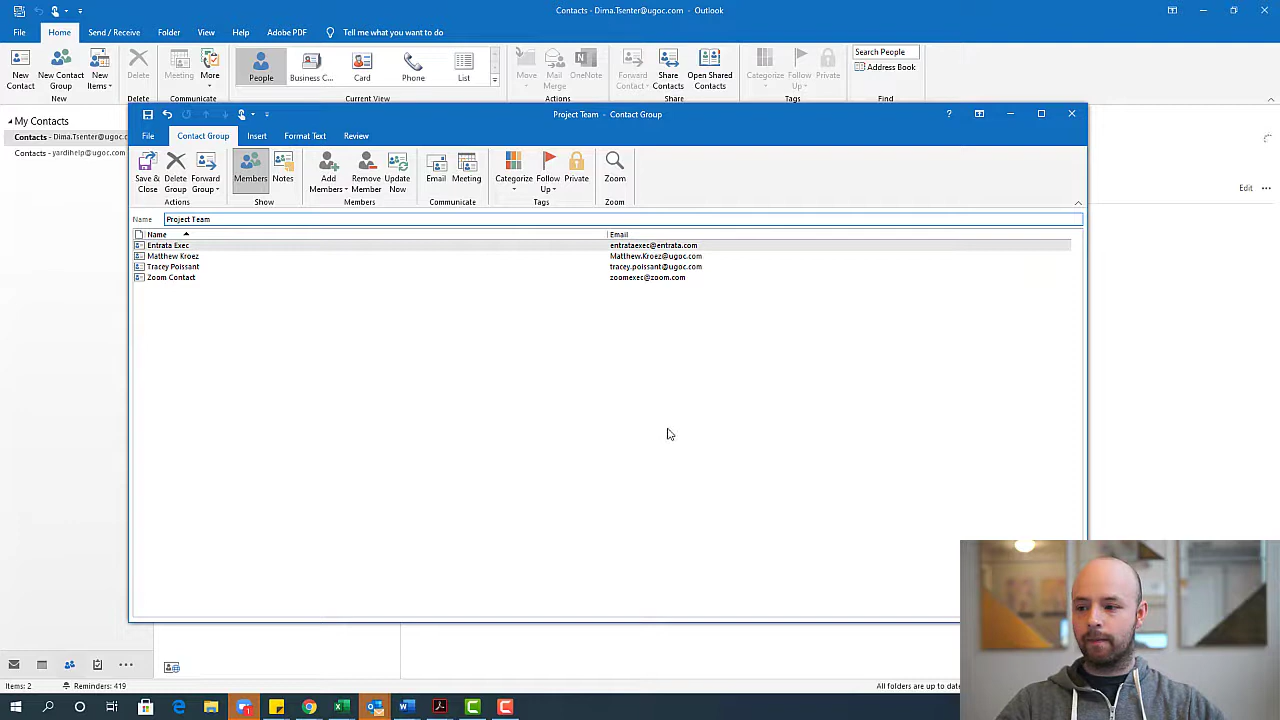 Contacts - Dima.Tsenter@ugoc.com - Outlook
File Home Send / Receive Folder View Help Adobe PDF Tell me what you want to do
New Contact
New Contact Group
New Items
New
Delete
Delete
Meeting
More
Communicate
People
Business C...
Card
Phone
List
Current View
Move
Mail Merge
OneNote
Actions
Forward Contact
Share Contacts
Open Shared Contacts
Share
Categorize
Follow Up
Private
Tags
Search People
Address Book
Find
My Contacts
Contacts - Dima.Tsenter@ugoc.c
Contacts - yardihelp@ugoc.com
Edit
Project Team - Contact Group
File Contact Group Insert Format Text Review
Save & Close
Delete Group
Forward Group
Actions
Members
Notes
Show
Add Members
Remove Member
Update Now
Members
Email
Meeting
Communicate
Categorize
Follow Up
Private
Tags
Zoom
Zoom
Name Project Team
Name Email
Entrata Exec entrataexec@entrata.com
Matthew Kroez Matthew.Kroez@ugoc.com
Tracey Poissant tracey.poissant@ugoc.com
Zoom Contact zoomexec@zoom.com
Items: 2 Reminders: 419
All folders are up to date